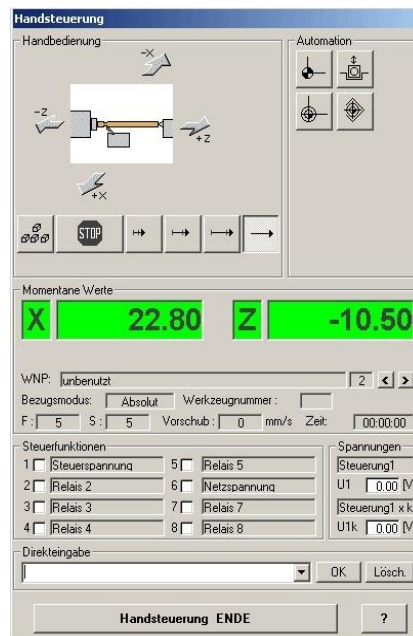 Handsteuerung
Handbedienung
Automation
-X
-Z
+Z
+X
STOP
Momentane Werte
X 22.80 Z -10.50
WNP: unbenutzt 2 < >
Bezugsmodus: Absolut Werkzeugnummer:
F: 5 S: 5 Vorschub: 0 mm/s Zeit: 00:00:00
Steuerfunktionen
Spannungen
1 Steuerspannung 5 Relais 5 Steuerung1
2 Relais 2 6 Netzspannung U1 0.00 [V
3 Relais 3 7 Relais 7 Steuerung1 x k
4 Relais 4 8 Relais 8 U1k 0.00 [V
Direkteingabe
OK Lösch.
Handsteuerung ENDE ?